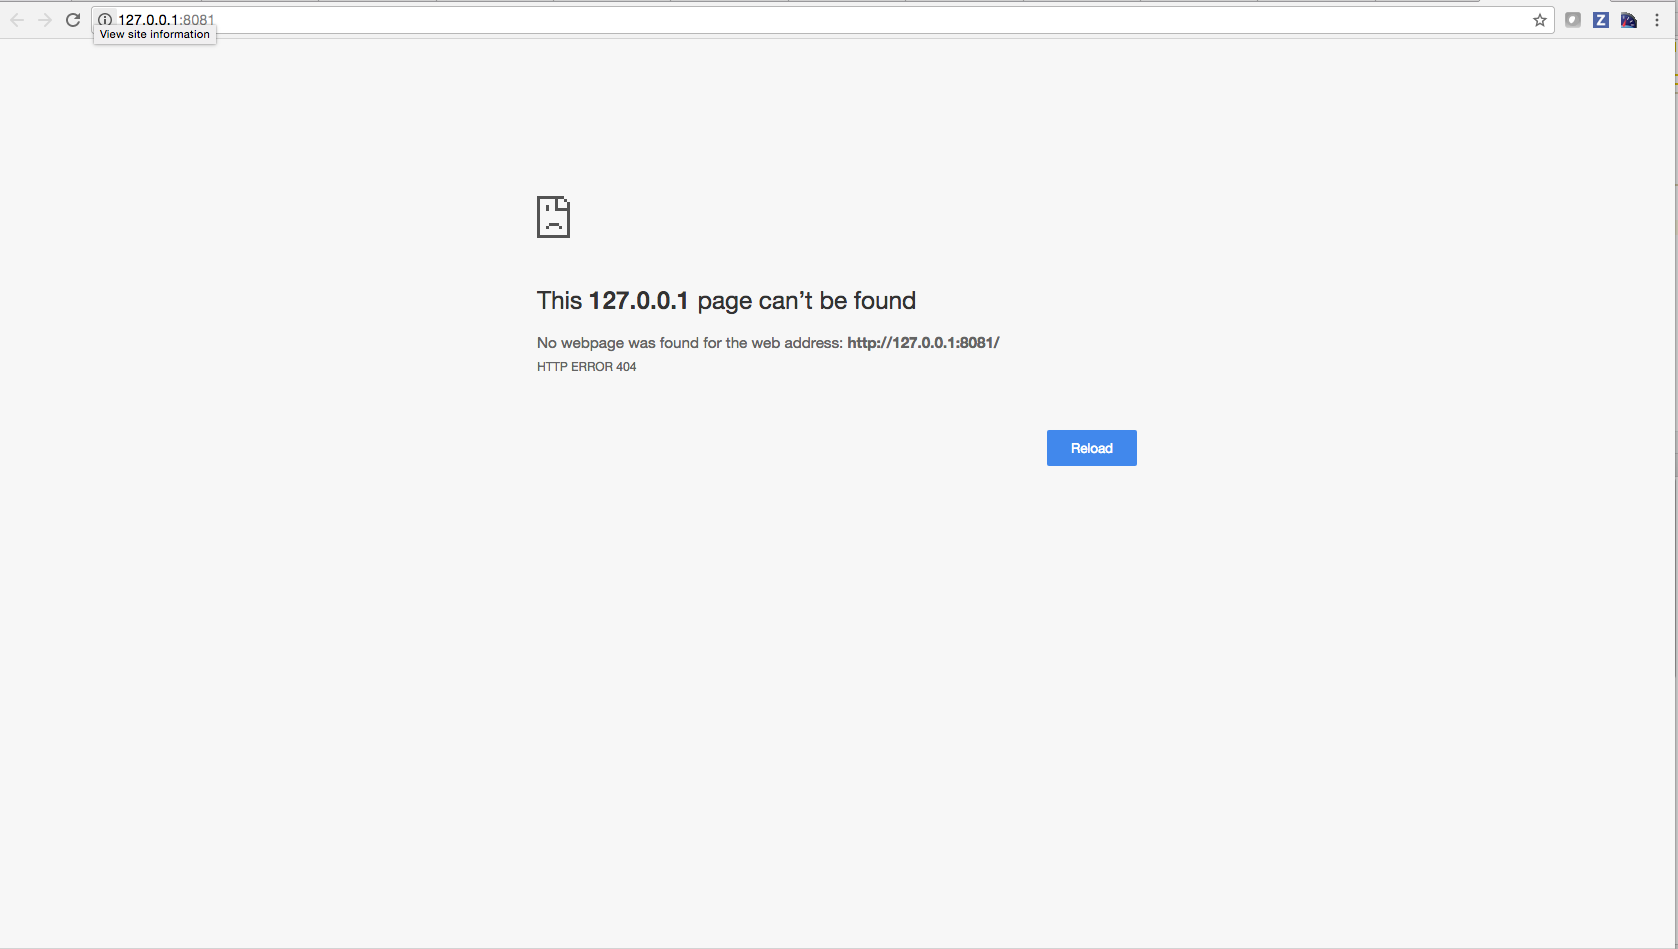 127.0.0.1:8081
View site information
Z
This 127.0.0.1 page can’t be found
No webpage was found for the web address: http://127.0.0.1:8081/
HTTP ERROR 404
Reload